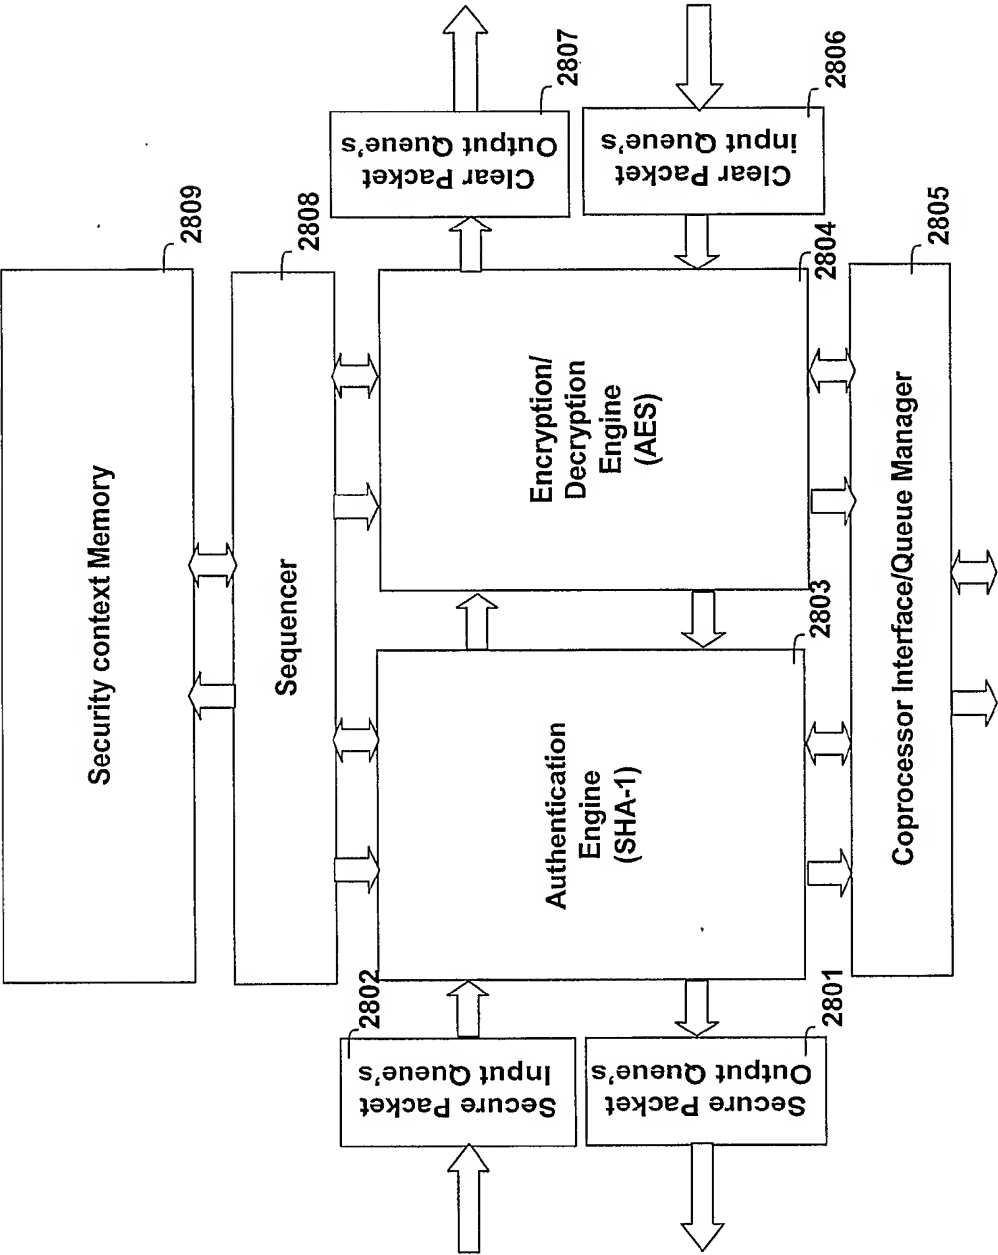 Security context Memory
2809
Sequencer
2808
Clear Packet
Output Queue's
2807
Clear Packet
input Queue's
2806
Encryption/
Decryption
Engine
(AES)
2804
Authentication
Engine
(SHA-1)
2803
Secure Packet
Input Queue's
2802
Secure Packet
Output Queue's
2801
Coprocessor Interface/Queue Manager
2805